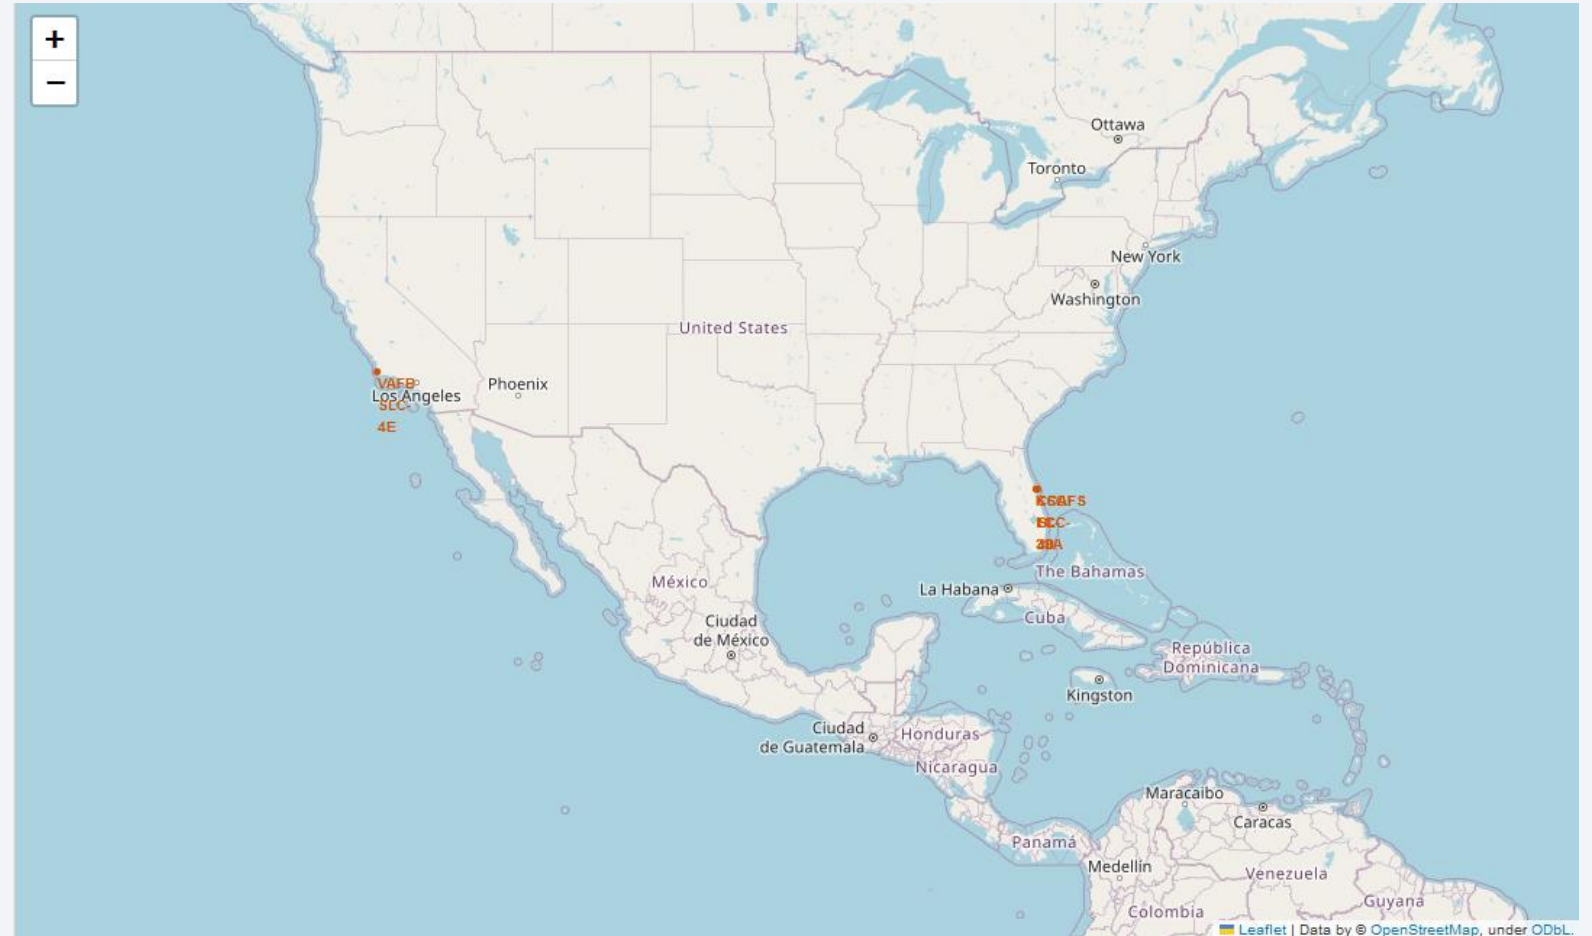 +
−
Ottawa
Toronto
New York
Washington
United States
VAFB
SLC-
4E
Los Angeles
Phoenix
The Bahamas
La Habana
Cuba
México
Ciudad
de México
República
Dominicana
Kingston
Ciudad
de Guatemala
Honduras
Nicaragua
Maracaibo
Caracas
Panamá
Medellín
Venezuela
Colombia
Guyana
Leaflet | Data by © OpenStreetMap, under ODbL.